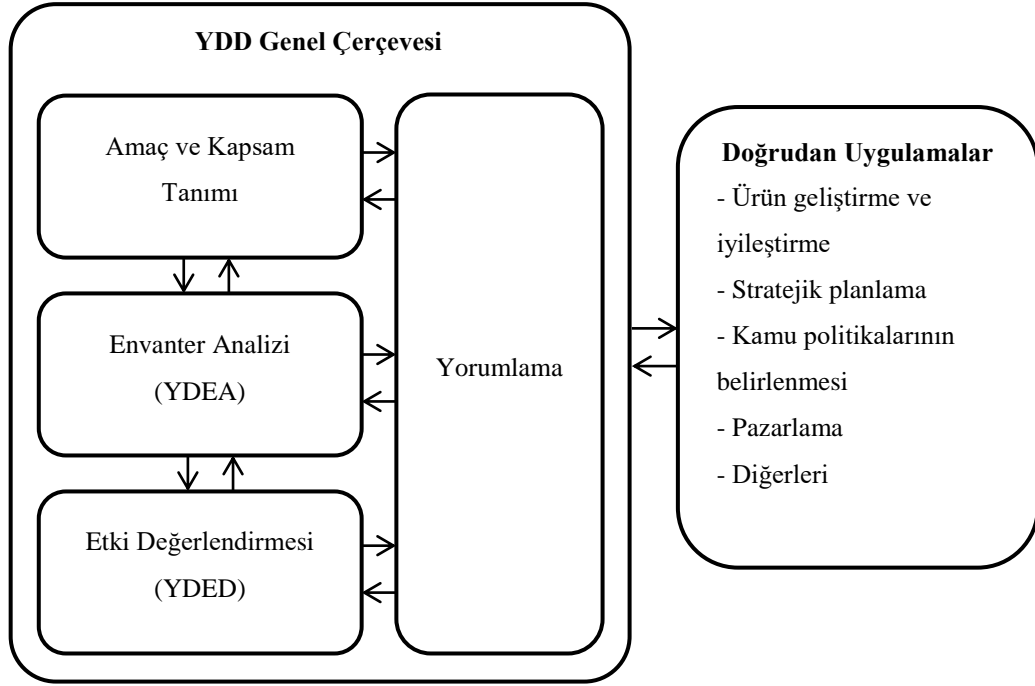 YDD Genel Çerçevesi
Amaç ve Kapsam
Tanımı
Envanter Analizi
(YDEA)
Etki Değerlendirmesi
(YDED)
Yorumlama
Doğrudan Uygulamalar
- Ürün geliştirme ve
iyileştirme
- Stratejik planlama
- Kamu politikalarının
belirlenmesi
- Pazarlama
- Diğerleri